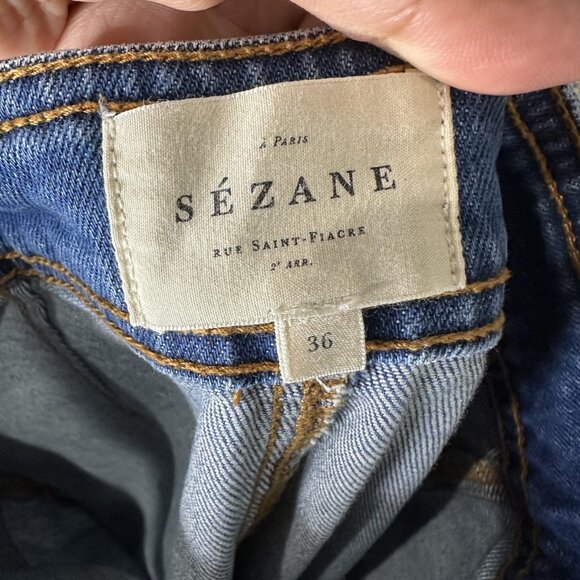 À PARIS
SÉZANE
RUE SAINT-FIACRE
2ᵉ ARR.
36